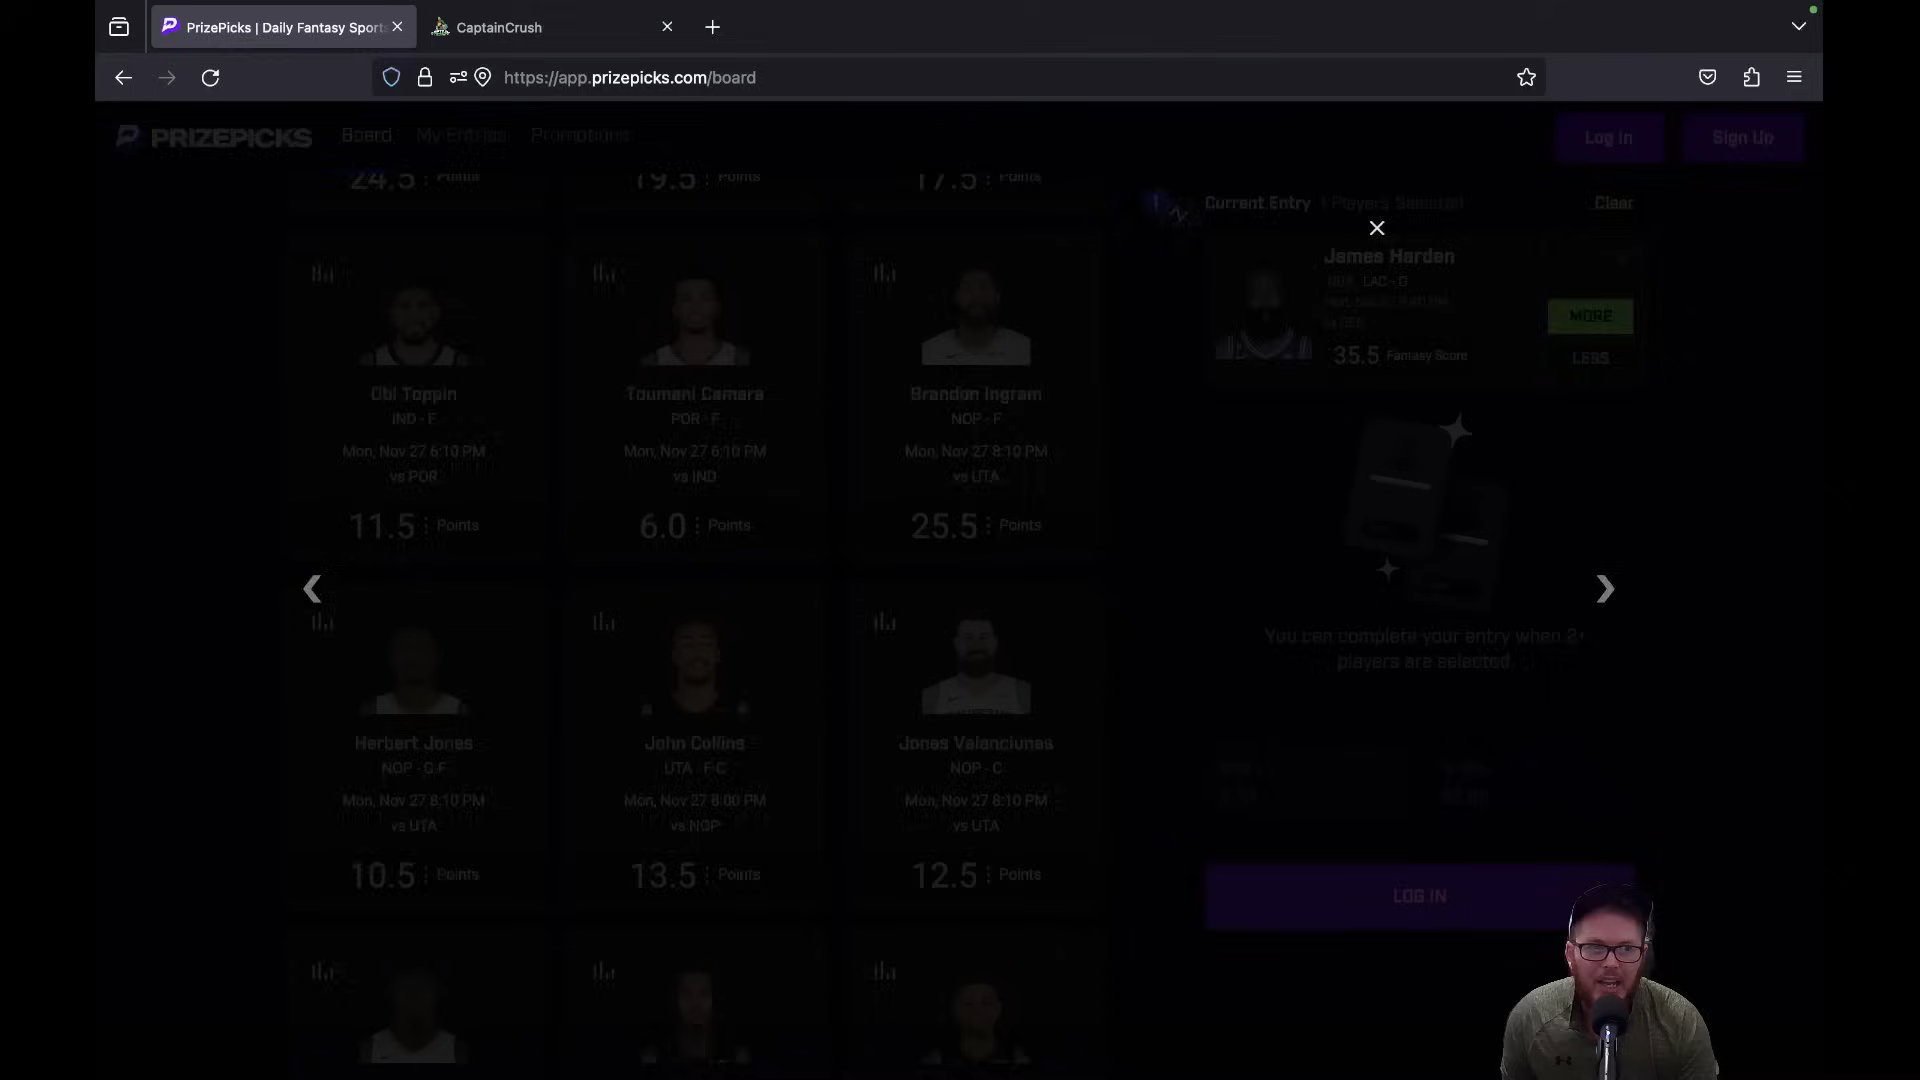 PrizePicks | Daily Fantasy Sports
CaptainCrush
https://app.prizepicks.com/board
PRIZEPICKS
Board
My Entries
Promotions
Log In
Sign Up
24.5 Points
19.5 Points
17.5 Points
Obi Toppin
IND - F
Mon, Nov 27 6:10 PM
vs POR
11.5 Points
Toumani Camara
POR - F
Mon, Nov 27 6:10 PM
vs IND
6.0 Points
Brandon Ingram
NOP - F
Mon, Nov 27 8:10 PM
vs UTA
25.5 Points
Herbert Jones
NOP - G-F
Mon, Nov 27 8:10 PM
vs UTA
10.5 Points
John Collins
UTA - F-C
Mon, Nov 27 8:00 PM
vs NOP
13.5 Points
Jonas Valanciunas
NOP - C
Mon, Nov 27 8:10 PM
vs UTA
12.5 Points
Current Entry 1 Players Selected
Clear
James Harden
LAC - G
35.5 Fantasy Score
MORE
LESS
You can complete your entry when 2+
players are selected.
LOG IN